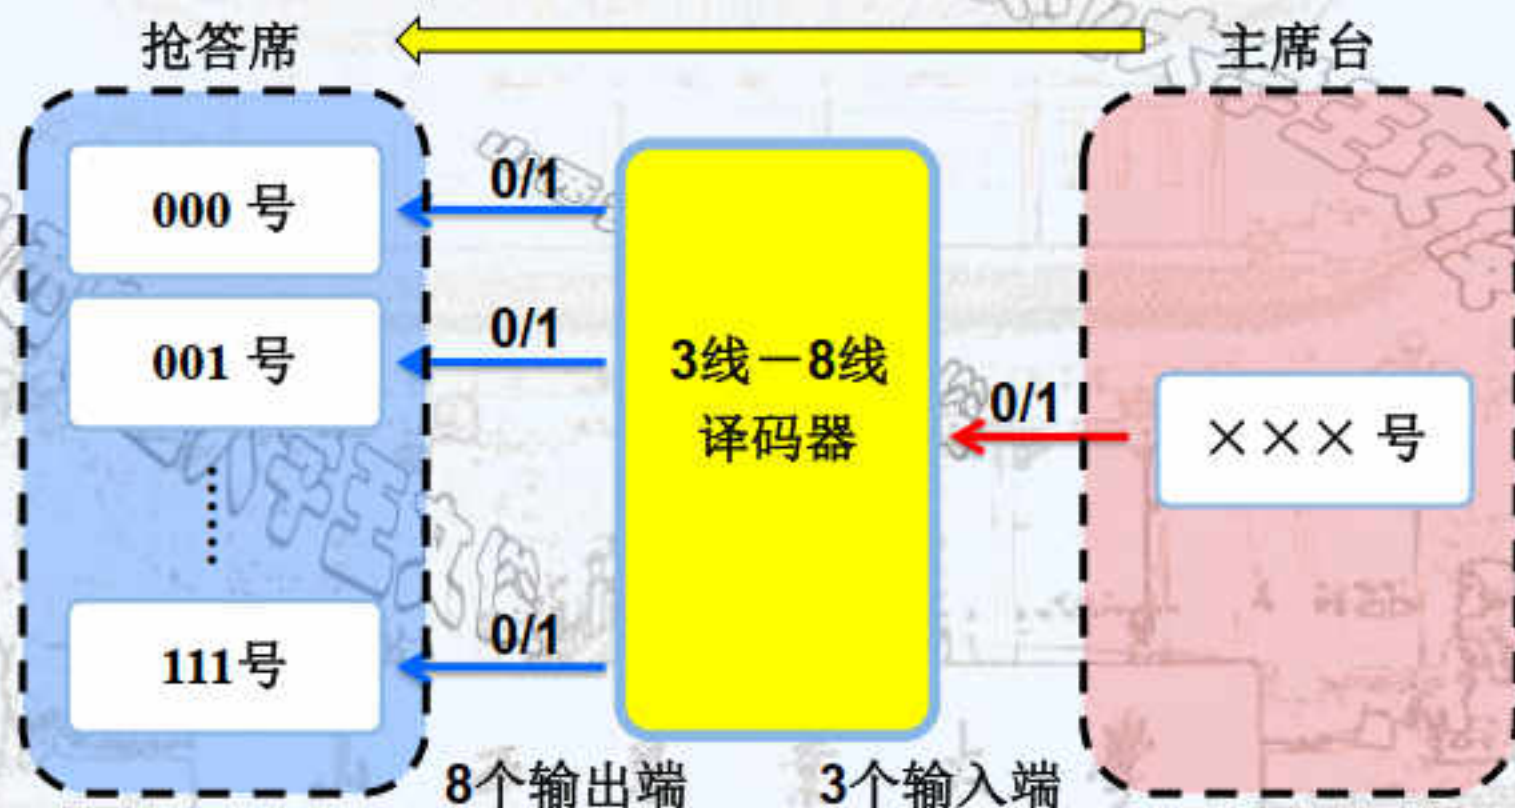 抢答席
主席台
000 号
0/1
001 号
0/1
3线－8线
译码器
0/1
××× 号
……
111号
0/1
8个输出端
3个输入端